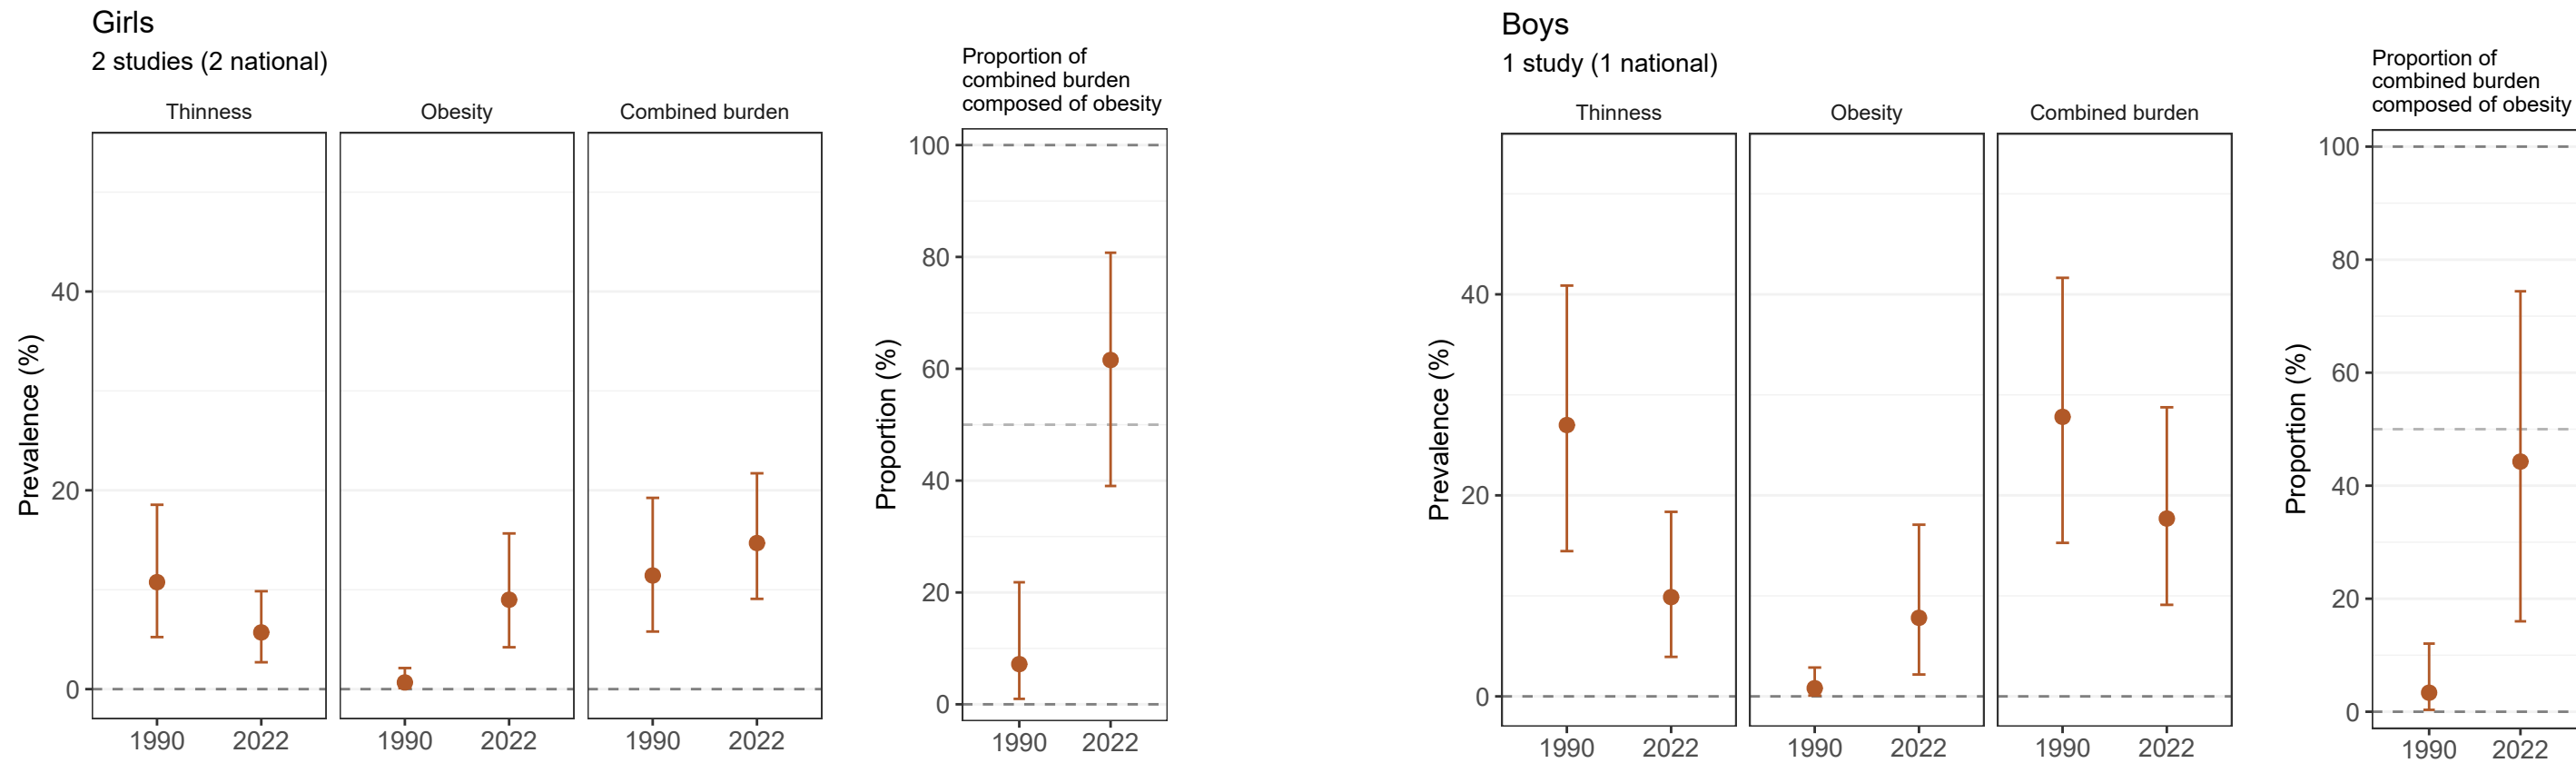 Girls
2 studies (2 national)
Thinness
Obesity
Combined burden
Prevalence (%)
40
20
0
1990 2022
1990 2022
1990 2022
Proportion of
combined burden
composed of obesity
Proportion (%)
100
80
60
40
20
0
1990 2022
Boys
1 study (1 national)
Thinness
Obesity
Combined burden
Prevalence (%)
40
20
0
1990 2022
1990 2022
1990 2022
Proportion of
combined burden
composed of obesity
Proportion (%)
100
80
60
40
20
0
1990 2022